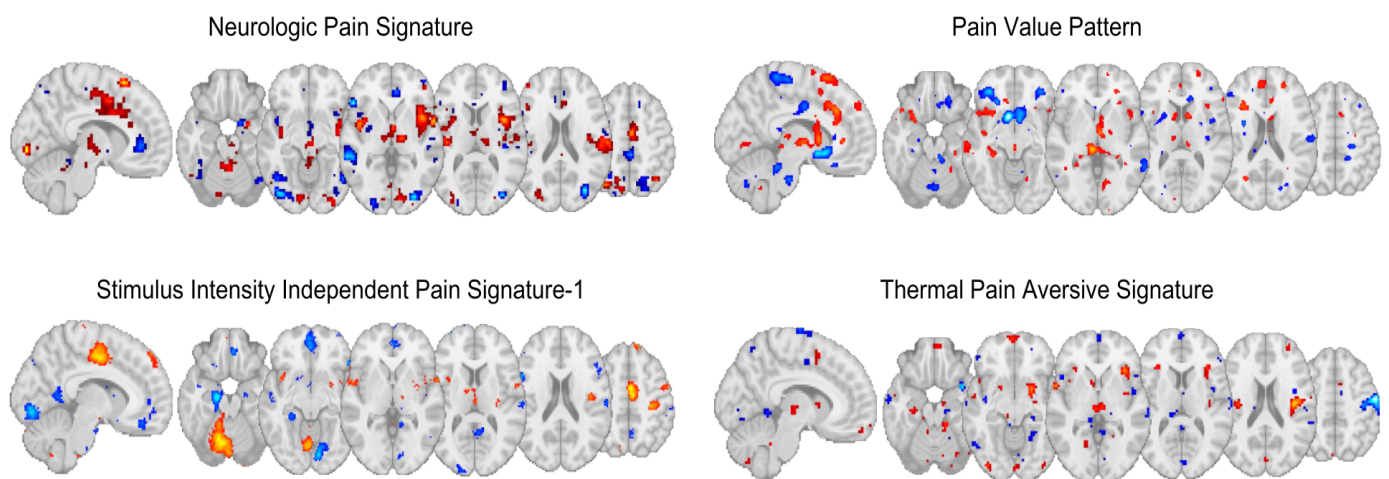 Neurologic Pain Signature
Pain Value Pattern
Stimulus Intensity Independent Pain Signature-1
Thermal Pain Aversive Signature